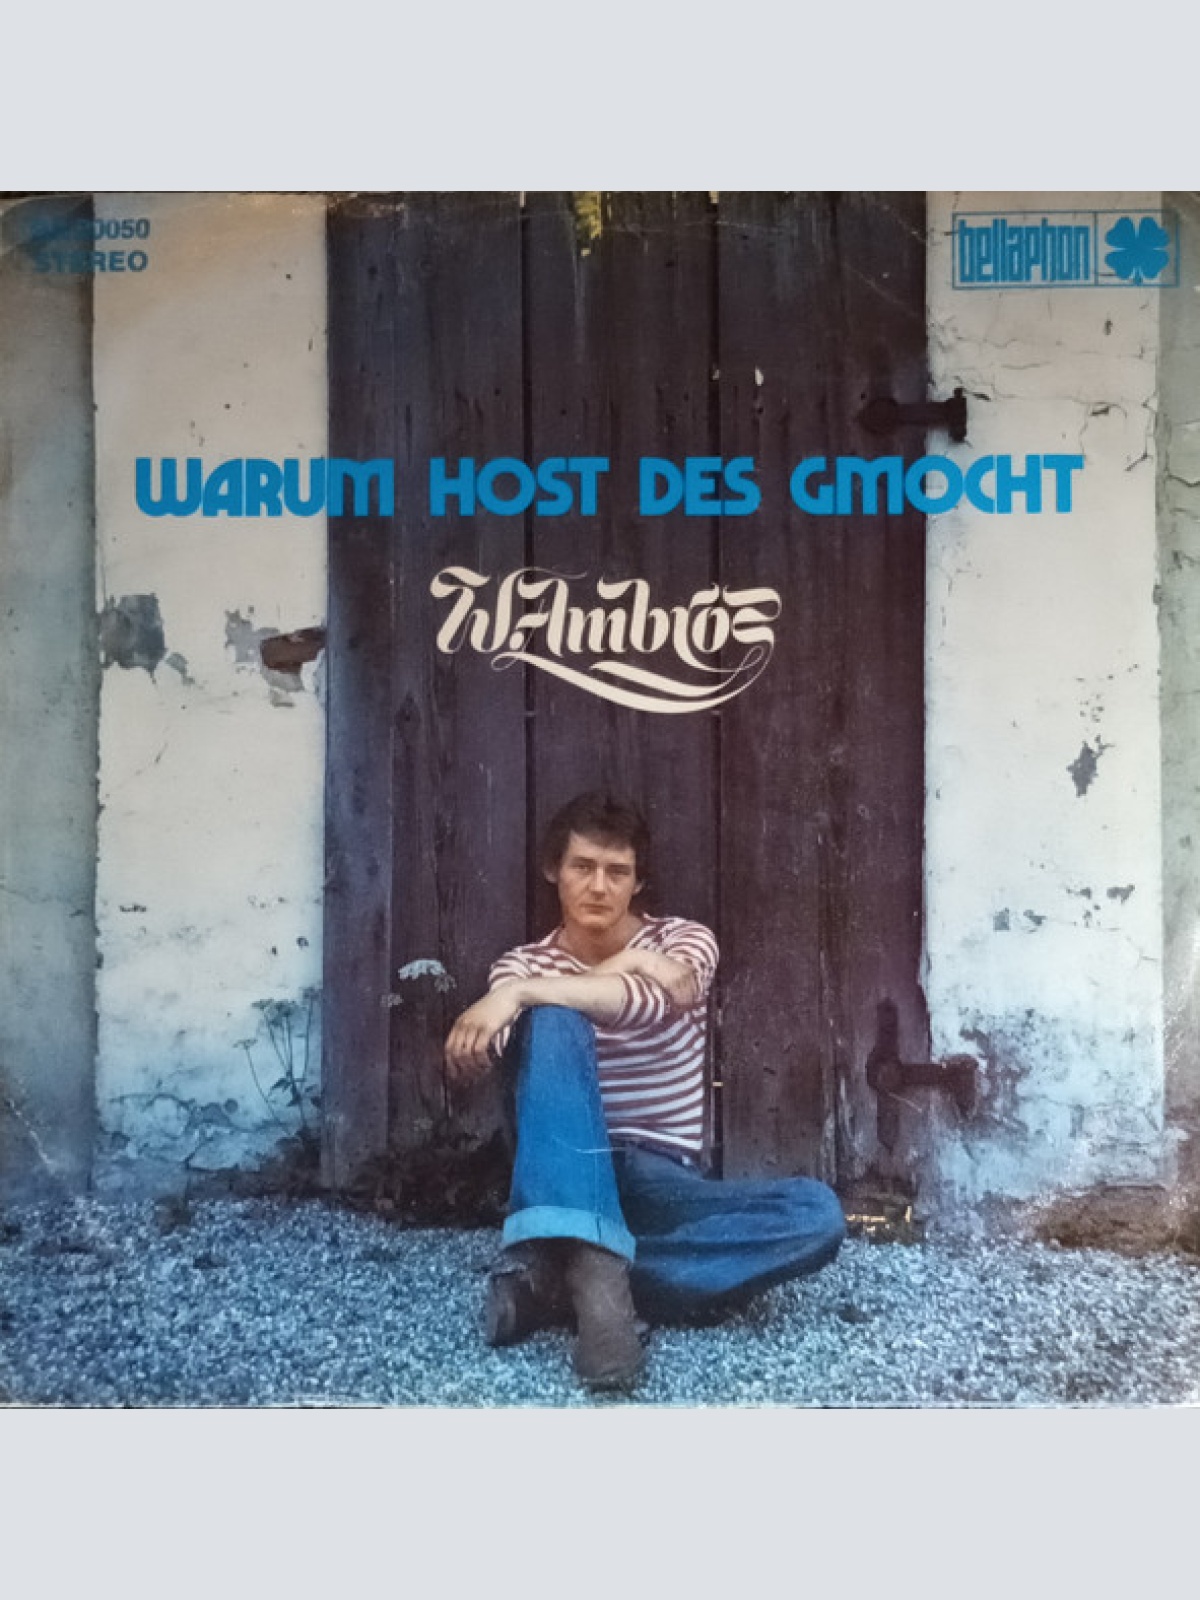 STEREO
bellaphon
WARUM HOST DES GMOCHT
W. Ambros